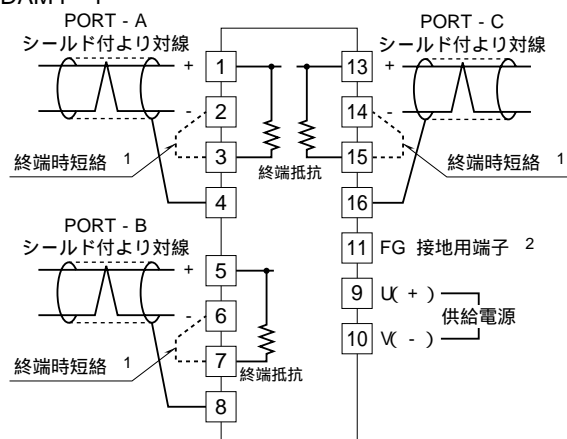 PORT - A
シールド付より対線
+
-
終端時短絡 1
1
2
3
4
終端抵抗
PORT - C
シールド付より対線
+
-
終端時短絡 1
13
14
15
16
PORT - B
シールド付より対線
+
-
終端時短絡 1
5
6
7
8
終端抵抗
11 FG 接地用端子 2
9 U( + )
10 V( - )
供給電源